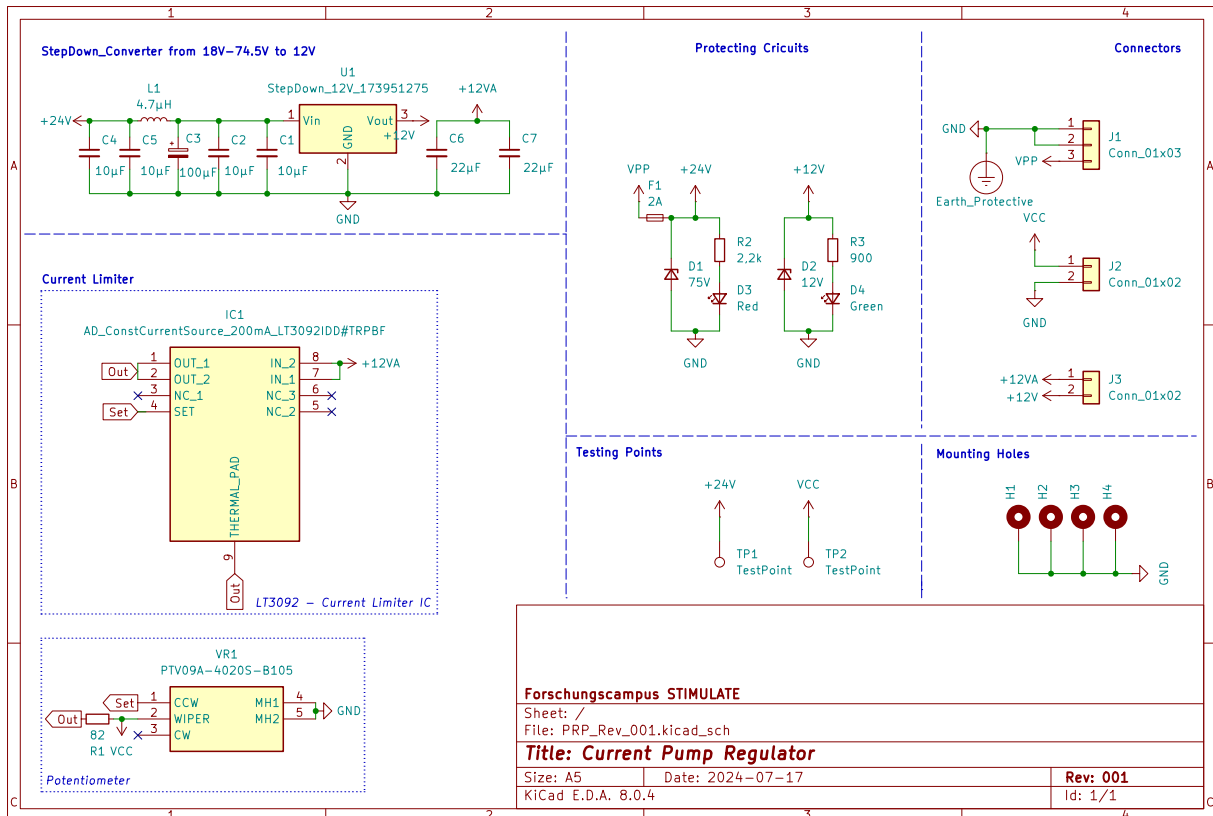 1 2 3 4
StepDown_Converter from 18V-74.5V to 12V
U1
StepDown_12V_173951275
L1
4.7µH
+24V
1 Vin
Vout 3
GND
2
+12V
+12VA
C4
10µF
C5
10µF
C3
+
100µF
C2
10µF
C1
10µF
C6
22µF
C7
22µF
GND
A
Protecting Cricuits
VPP
F1
2A
+24V
R2
2,2k
D1
75V
D3
Red
GND
+12V
R3
900
D2
12V
D4
Green
GND
Connectors
GND
1
2
VPP 3
J1
Conn_01x03
Earth_Protective
VCC
1
2
J2
Conn_01x02
GND
+12VA 1
+12V 2
J3
Conn_01x02
A
Current Limiter
IC1
AD_ConstCurrentSource_200mA_LT3092IDD#TRPBF
Out
1 OUT_1
2 OUT_2
3 NC_1
Set 4 SET
IN_2 8
IN_1 7
NC_3 6
NC_2 5
+12VA
THERMAL_PAD
9
Out
LT3092 - Current Limiter IC
B
Testing Points
+24V
TP1
TestPoint
VCC
TP2
TestPoint
Mounting Holes
H1
H2
H3
H4
GND
B
VR1
PTV09A-4020S-B105
Set 1 CCW
Out 2 WIPER
3 CW
MH1 4
MH2 5
GND
82
R1 VCC
Potentiometer
Forschungscampus STIMULATE
Sheet: /
File: PRP_Rev_001.kicad_sch
Title: Current Pump Regulator
Size: A5 Date: 2024-07-17 Rev: 001
KiCad E.D.A. 8.0.4 Id: 1/1
C C
1 2 3 4